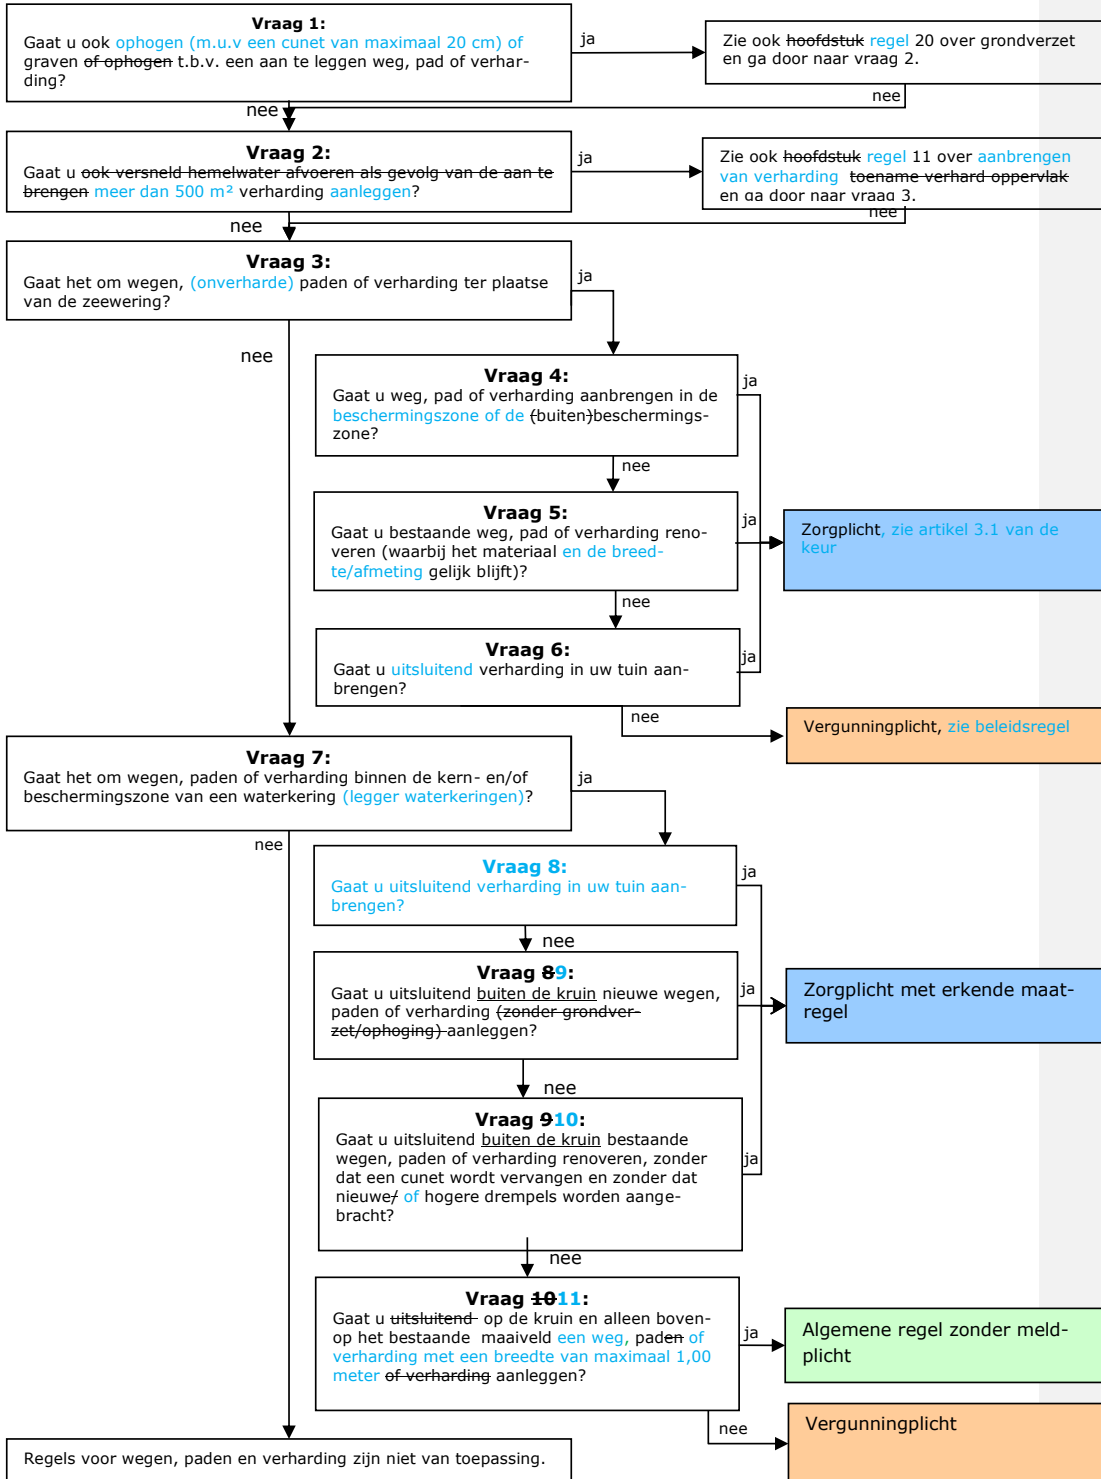 Vraag 1:
Gaat u ook ophogen (m.u.v een cunet van maximaal 20 cm) of
graven of ophogen t.b.v. een aan te leggen weg, pad of verhar-
ding?
ja
Zie ook hoofdstuk regel 20 over grondverzet
en ga door naar vraag 2.
nee
nee
Vraag 2:
Gaat u ook versneld hemelwater afvoeren als gevolg van de aan te
brengen meer dan 500 m² verharding aanleggen?
ja
Zie ook hoofdstuk regel 11 over aanbrengen
van verharding toename verhard oppervlak
en ga door naar vraag 3.
nee
nee
Vraag 3:
Gaat het om wegen, (onverharde) paden of verharding ter plaatse
van de zeewering?
ja
nee
Vraag 4:
Gaat u weg, pad of verharding aanbrengen in de
beschermingszone of de (buiten)beschermings-
zone?
ja
nee
Vraag 5:
Gaat u bestaande weg, pad of verharding reno-
veren (waarbij het materiaal en de breed-
te/afmeting gelijk blijft)?
ja
Zorgplicht, zie artikel 3.1 van de
keur
nee
Vraag 6:
Gaat u uitsluitend verharding in uw tuin aan-
brengen?
ja
nee
Vergunningplicht, zie beleidsregel
Vraag 7:
Gaat het om wegen, paden of verharding binnen de kern- en/of
beschermingszone van een waterkering (legger waterkeringen)?
ja
nee
Vraag 8:
Gaat u uitsluitend verharding in uw tuin aan-
brengen?
ja
nee
Vraag 89:
Gaat u uitsluitend buiten de kruin nieuwe wegen,
paden of verharding (zonder grondver-
zet/ophoging) aanleggen?
ja
Zorgplicht met erkende maat-
regel
nee
Vraag 910:
Gaat u uitsluitend buiten de kruin bestaande
wegen, paden of verharding renoveren, zonder
dat een cunet wordt vervangen en zonder dat
nieuwe/ of hogere drempels worden aange-
bracht?
ja
nee
Vraag 1011:
Gaat u uitsluitend op de kruin en alleen boven-
op het bestaande maaiveld een weg, paden of
verharding met een breedte van maximaal 1,00
meter of verharding aanleggen?
ja
Algemene regel zonder meld-
plicht
nee
Vergunningplicht
Regels voor wegen, paden en verharding zijn niet van toepassing.